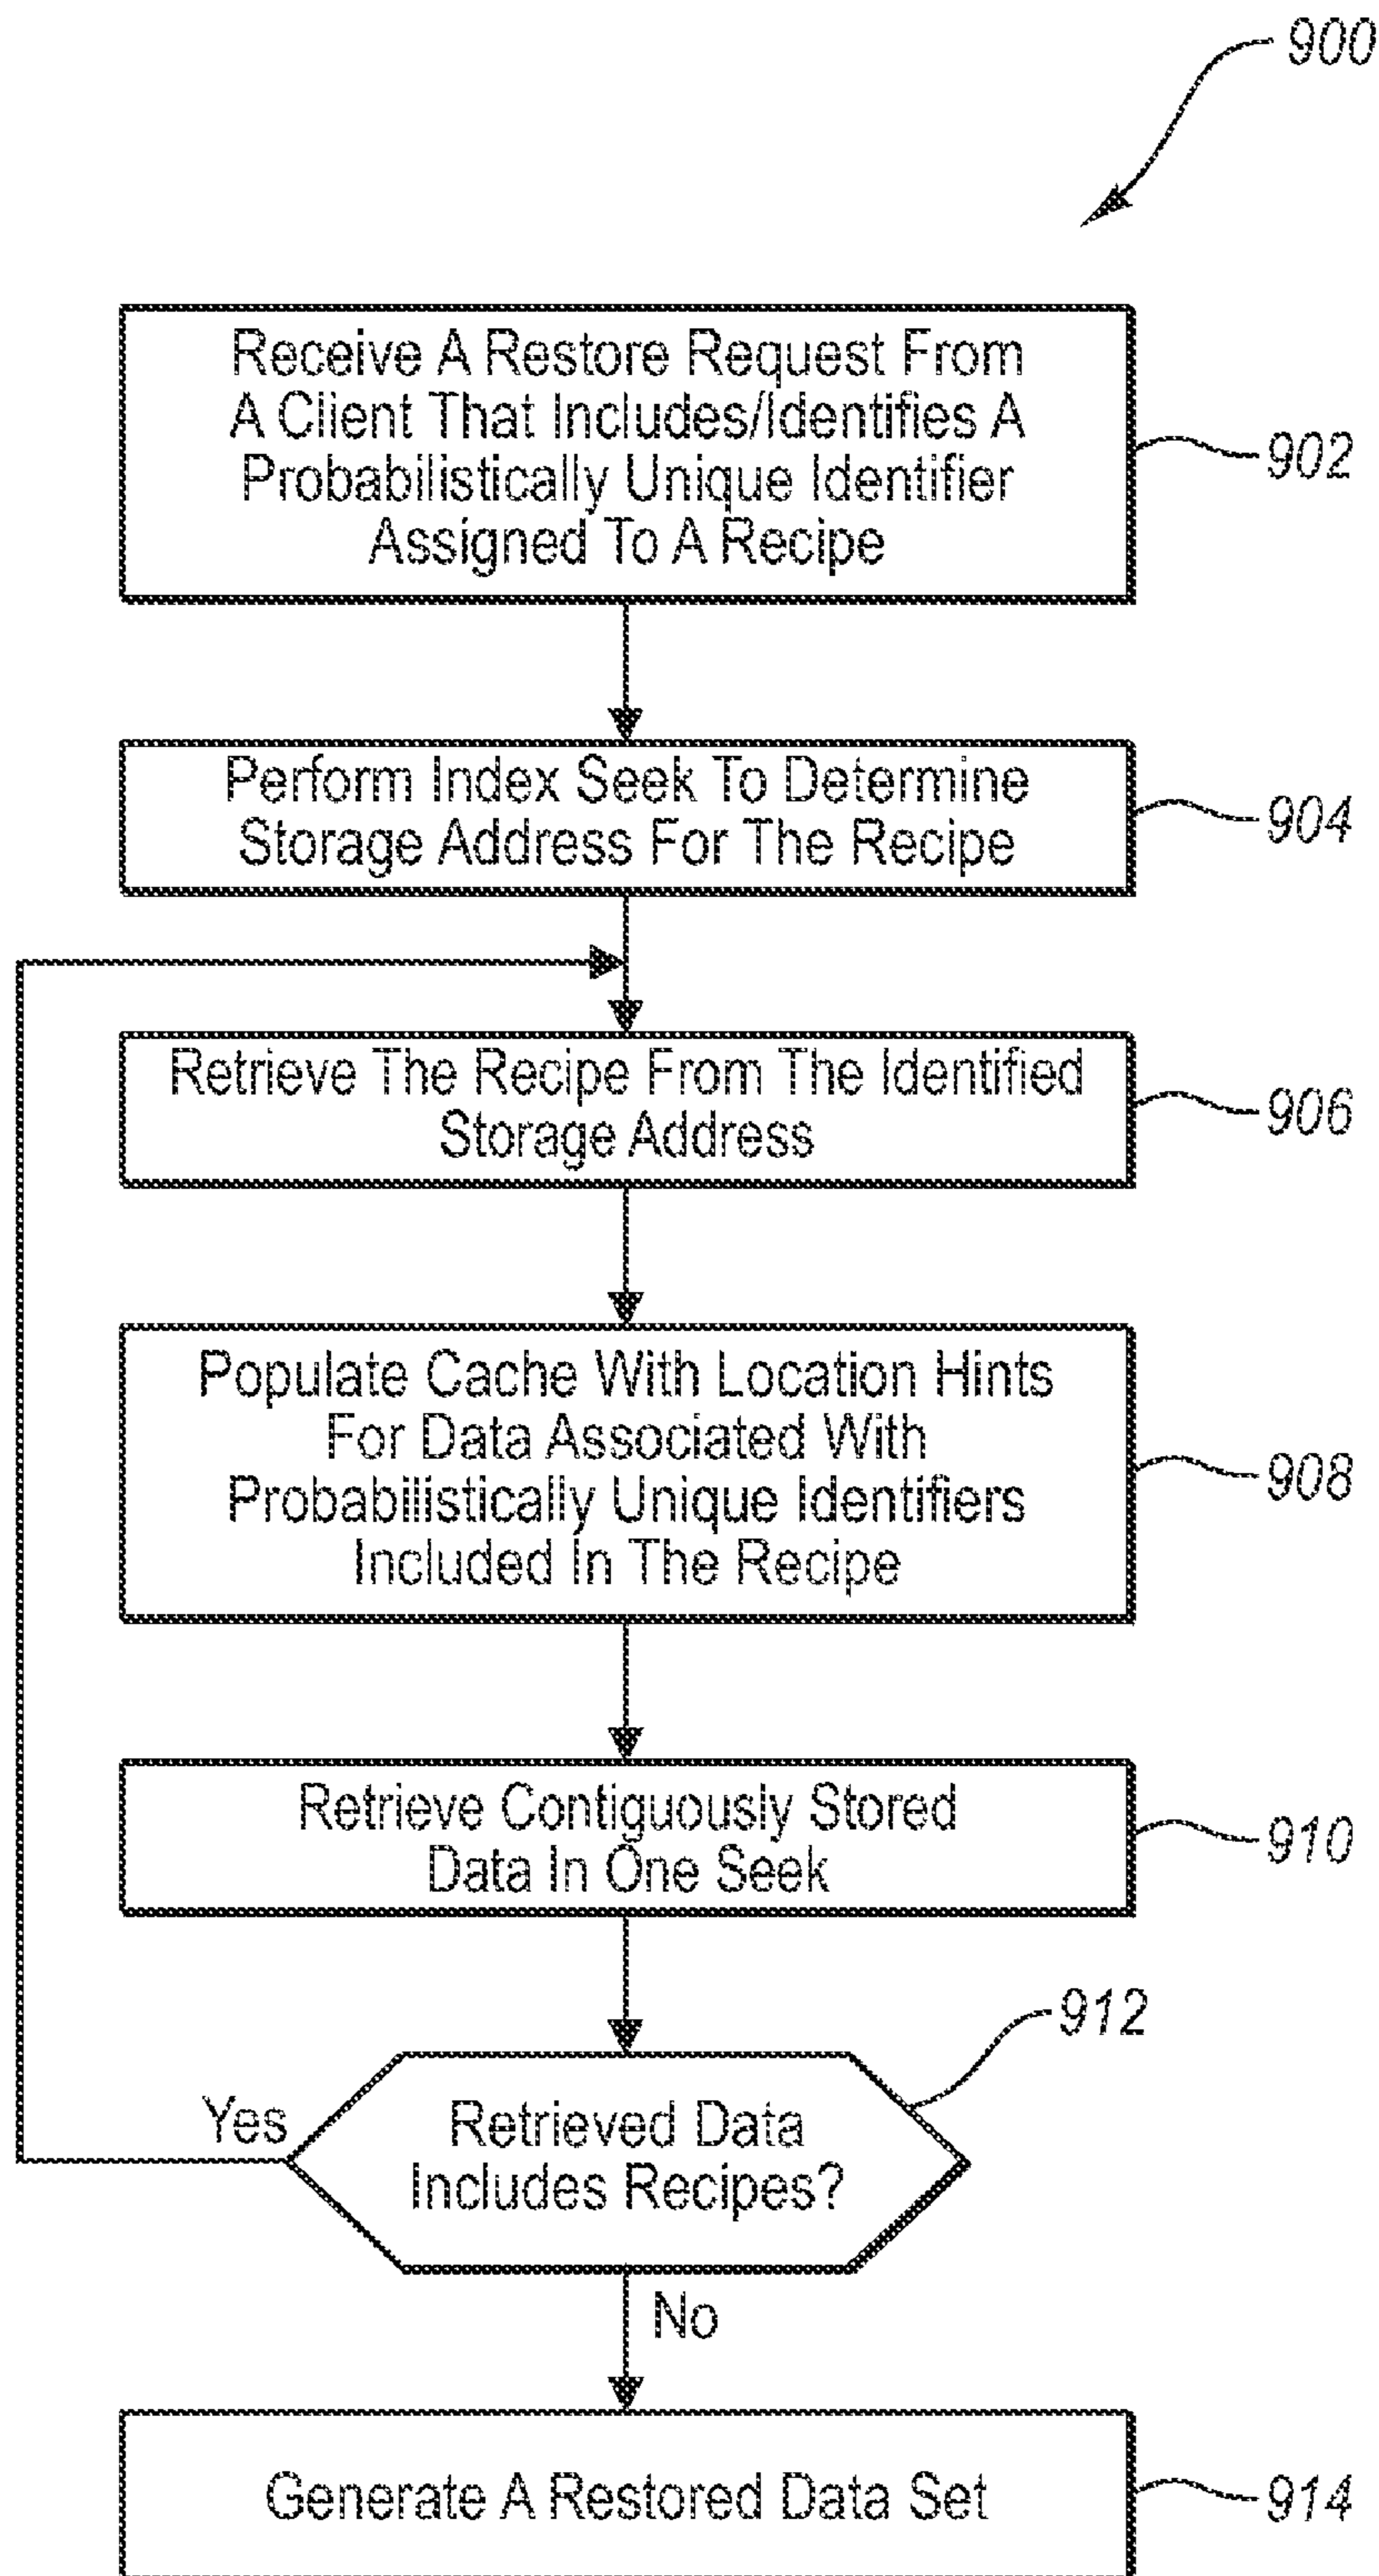 900
Receive A Restore Request From
A Client That Includes/Identifies A
Probabilistically Unique Identifier
Assigned To A Recipe
902
Perform Index Seek To Determine
Storage Address For The Recipe
904
Retrieve The Recipe From The Identified
Storage Address
906
Populate Cache With Location Hints
For Data Associated With
Probabilistically Unique Identifiers
Included In The Recipe
908
Retrieve Contiguously Stored
Data In One Seek
910
912
Yes
Retrieved Data
Includes Recipes?
No
Generate A Restored Data Set
914